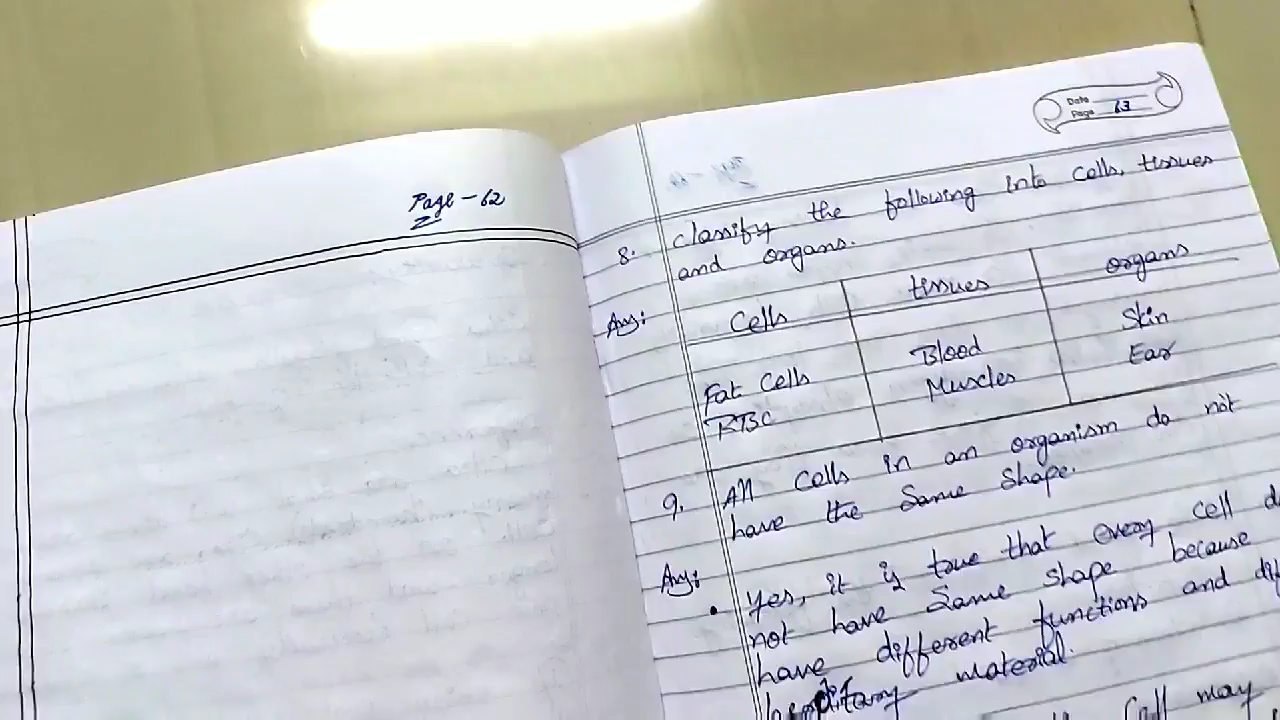 Page - 62
Date
Page 63
8. classify the following into cells, tissues
and organs.
Ans:
Cells tissues organs
Fat cells Blood Skin
RBC Muscles Ear
9. All cells in an organism do not
have the same shape.
Ans:
• Yes, it is true that every cell d
not have same shape because
have different functions and dif
material.
Cell may